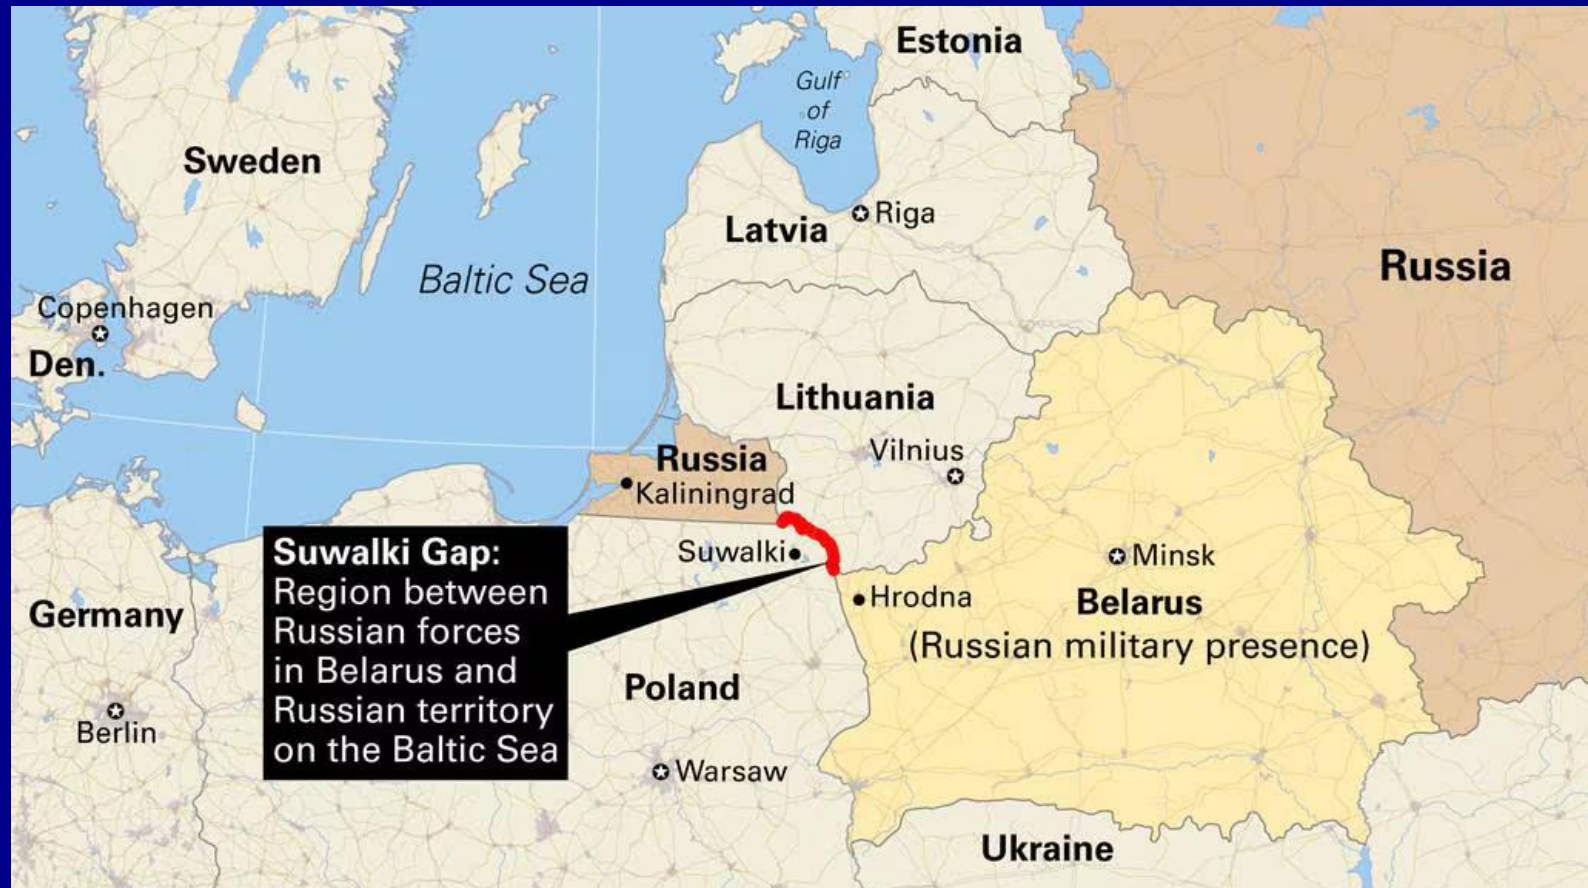 Estonia
Gulf
of
Riga
Sweden
Riga
Latvia
Russia
Baltic Sea
Copenhagen
Den.
Lithuania
Vilnius
Russia
Kaliningrad
Suwalki Gap:
Region between
Russian forces
in Belarus and
Russian territory
on the Baltic Sea
Suwalki
Minsk
Hrodna
Belarus
(Russian military presence)
Germany
Poland
Berlin
Warsaw
Ukraine